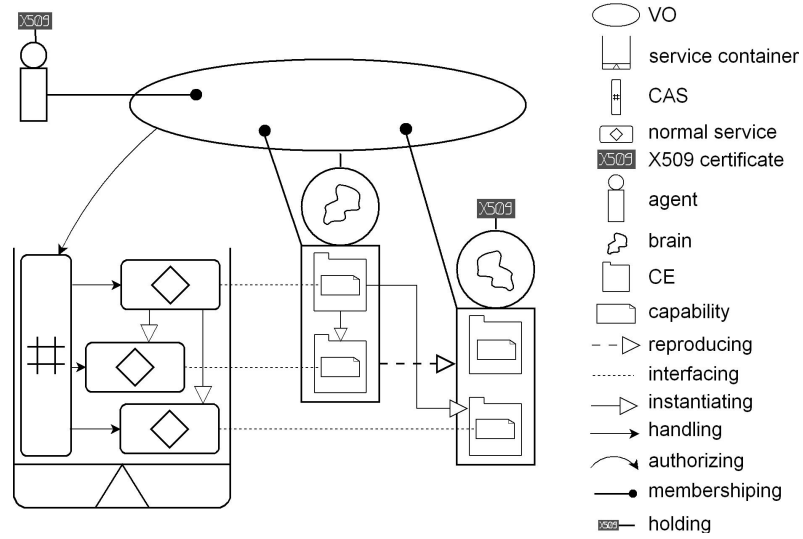 X509
VO
service container
CAS
normal service
X509 X509 certificate
agent
X509
brain
CE
capability
reproducing
interfacing
instantiating
handling
authorizing
membershiping
X509 holding